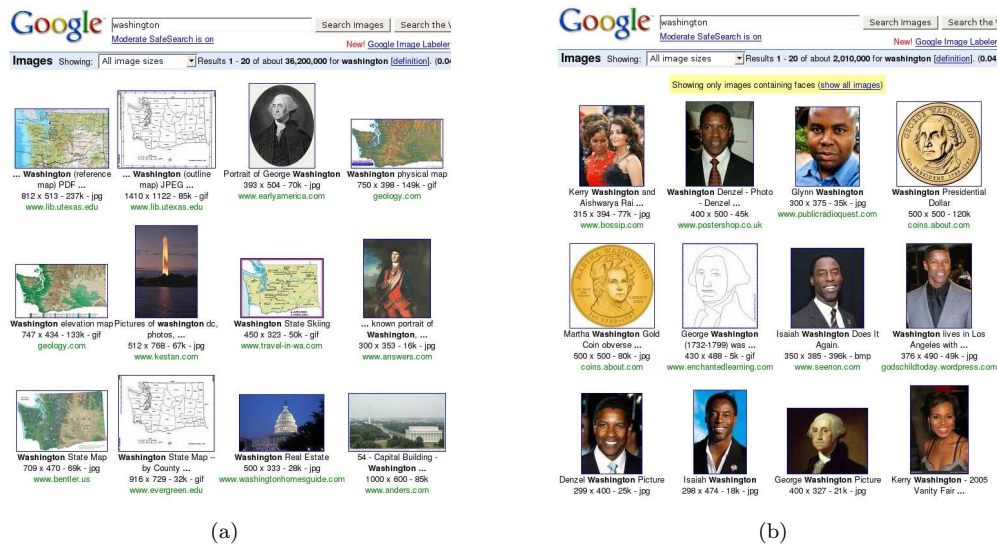 Google
washington
Search Images
Search the
Moderate SafeSearch is on
New! Google Image Labeler
Images Showing: All image sizes Results 1 - 20 of about 36,200,000 for washington [definition]. (0.04
... Washington (reference
map) PDF ...
812 x 513 - 237k - jpg
www.lib.utexas.edu
... Washington (outline
map) JPEG ...
1410 x 1122 - 85k - gif
www.lib.utexas.edu
Portrait of George Washington
393 x 504 - 70k - jpg
www.earlyamerica.com
Washington physical map
750 x 398 - 149k - gif
geology.com
Washington elevation map
747 x 434 - 133k - gif
geology.com
Pictures of washington dc,
photos, ...
512 x 768 - 67k - jpg
www.kestan.com
Washington State Skiing
450 x 323 - 50k - gif
www.travel-in-wa.com
... known portrait of
Washington, ...
300 x 353 - 16k - jpg
www.answers.com
Washington State Map
709 x 470 - 69k - jpg
www.bentler.us
Washington State Map --
by County ...
916 x 729 - 32k - gif
www.evergreen.edu
Washington Real Estate
500 x 333 - 28k - jpg
www.washingtonhomesguide.com
54 - Capital Building -
Washington ...
1000 x 600 - 85k
www.anders.com
(a)
Google
washington
Search Images
Search the
Moderate SafeSearch is on
New! Google Image Labeler
Images Showing: All image sizes Results 1 - 20 of about 2,010,000 for washington [definition]. (0.04
Showing only images containing faces (show all images)
Kerry Washington and
Aishwarya Rai ...
315 x 394 - 77k - jpg
www.bossip.com
Washington Denzel - Photo
- Denzel ...
400 x 500 - 45k
www.postershop.co.uk
Glynn Washington
300 x 375 - 35k - jpg
www.publicradioquest.com
GEORGE WASHINGTON
Washington Presidential
Dollar
500 x 500 - 120k
coins.about.com
MARTHA WASHINGTON
LIBERTY
Martha Washington Gold
Coin obverse ...
500 x 500 - 80k - jpg
coins.about.com
George Washington
(1732-1799) was ...
430 x 488 - 5k - gif
www.enchantedlearning.com
Isaiah Washington Does It
Again.
350 x 385 - 396k - bmp
www.seenon.com
Washington lives in Los
Angeles with ...
376 x 490 - 49k - jpg
godschildtoday.wordpress.com
Denzel Washington Picture
299 x 400 - 25k - jpg
Isaiah Washington
298 x 474 - 18k - jpg
George Washington Picture
400 x 327 - 21k - jpg
Kerry Washington - 2005
Vanity Fair ...
(b)